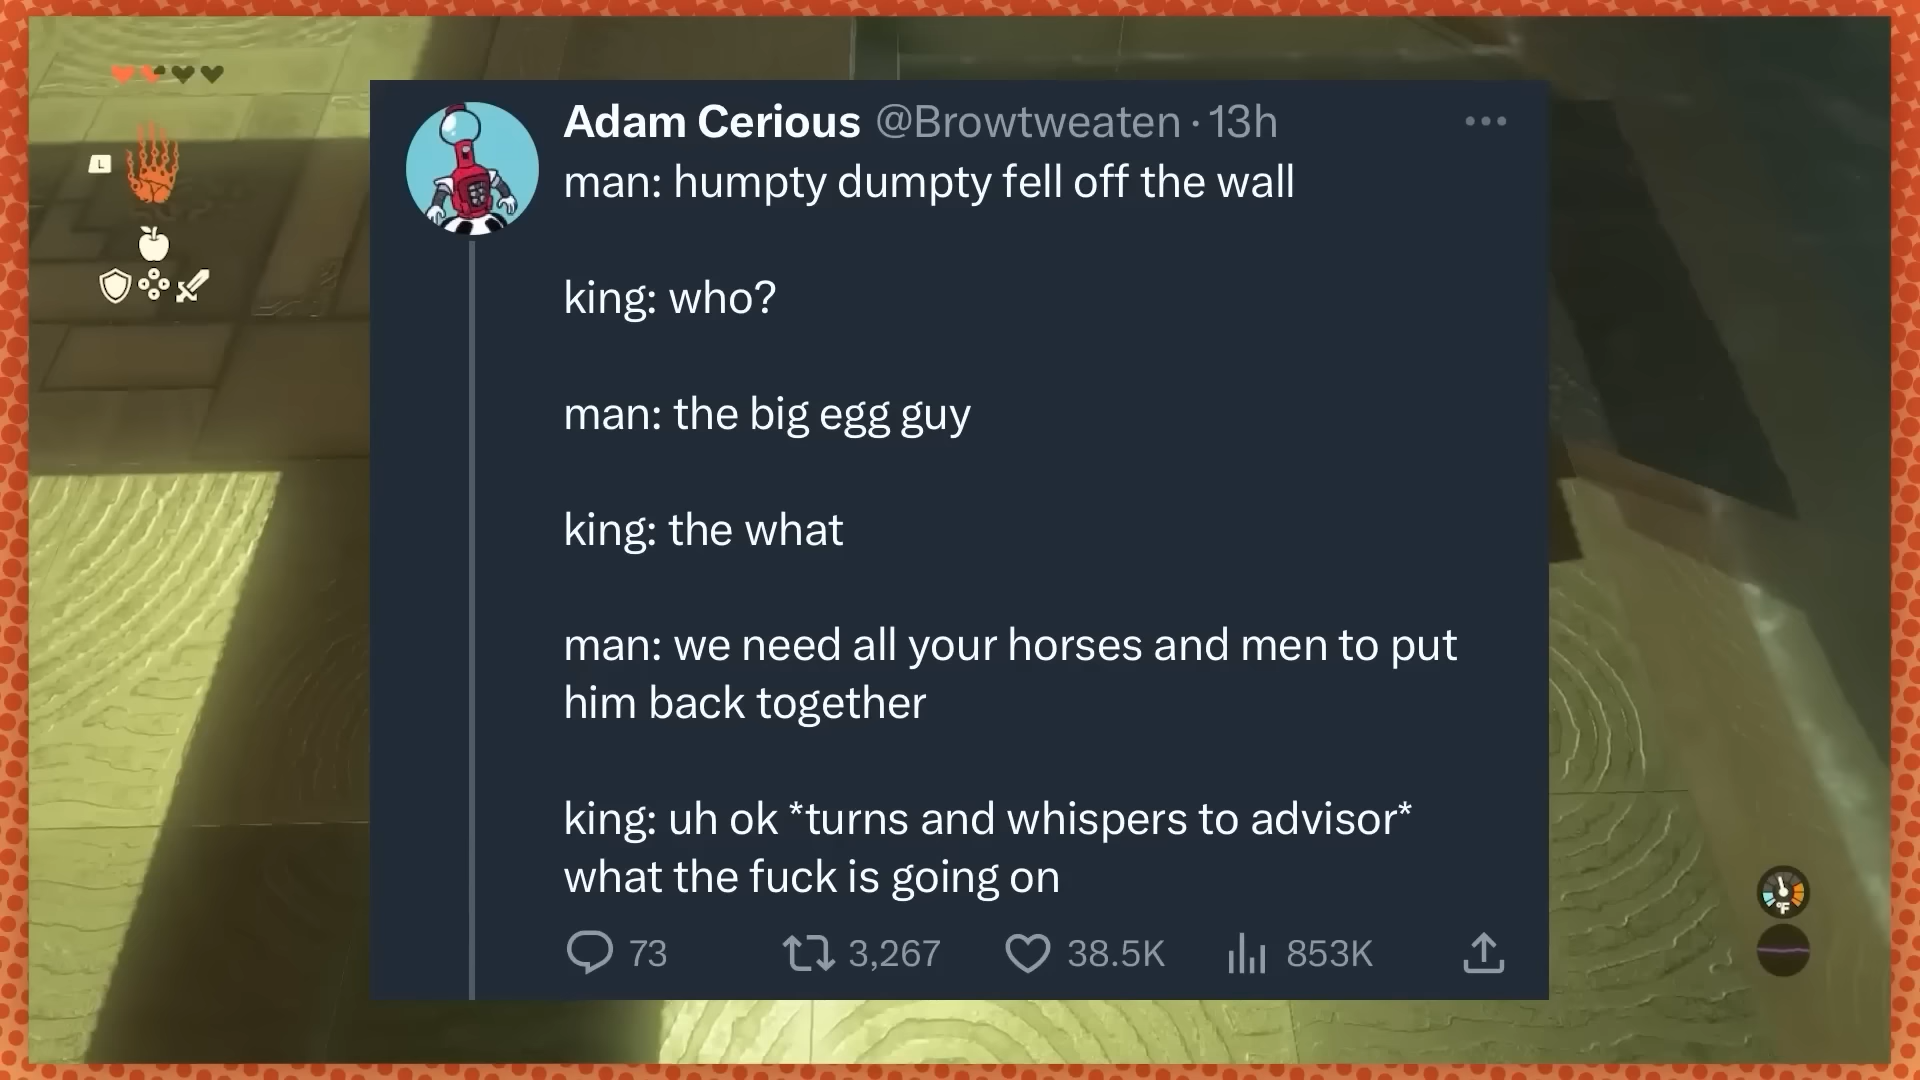 Adam Cerious @Browtweaten · 13h
man: humpty dumpty fell off the wall
king: who?
man: the big egg guy
king: the what
man: we need all your horses and men to put
him back together
king: uh ok *turns and whispers to advisor*
what the fuck is going on
73 3,267 38.5K 853K
L
°F